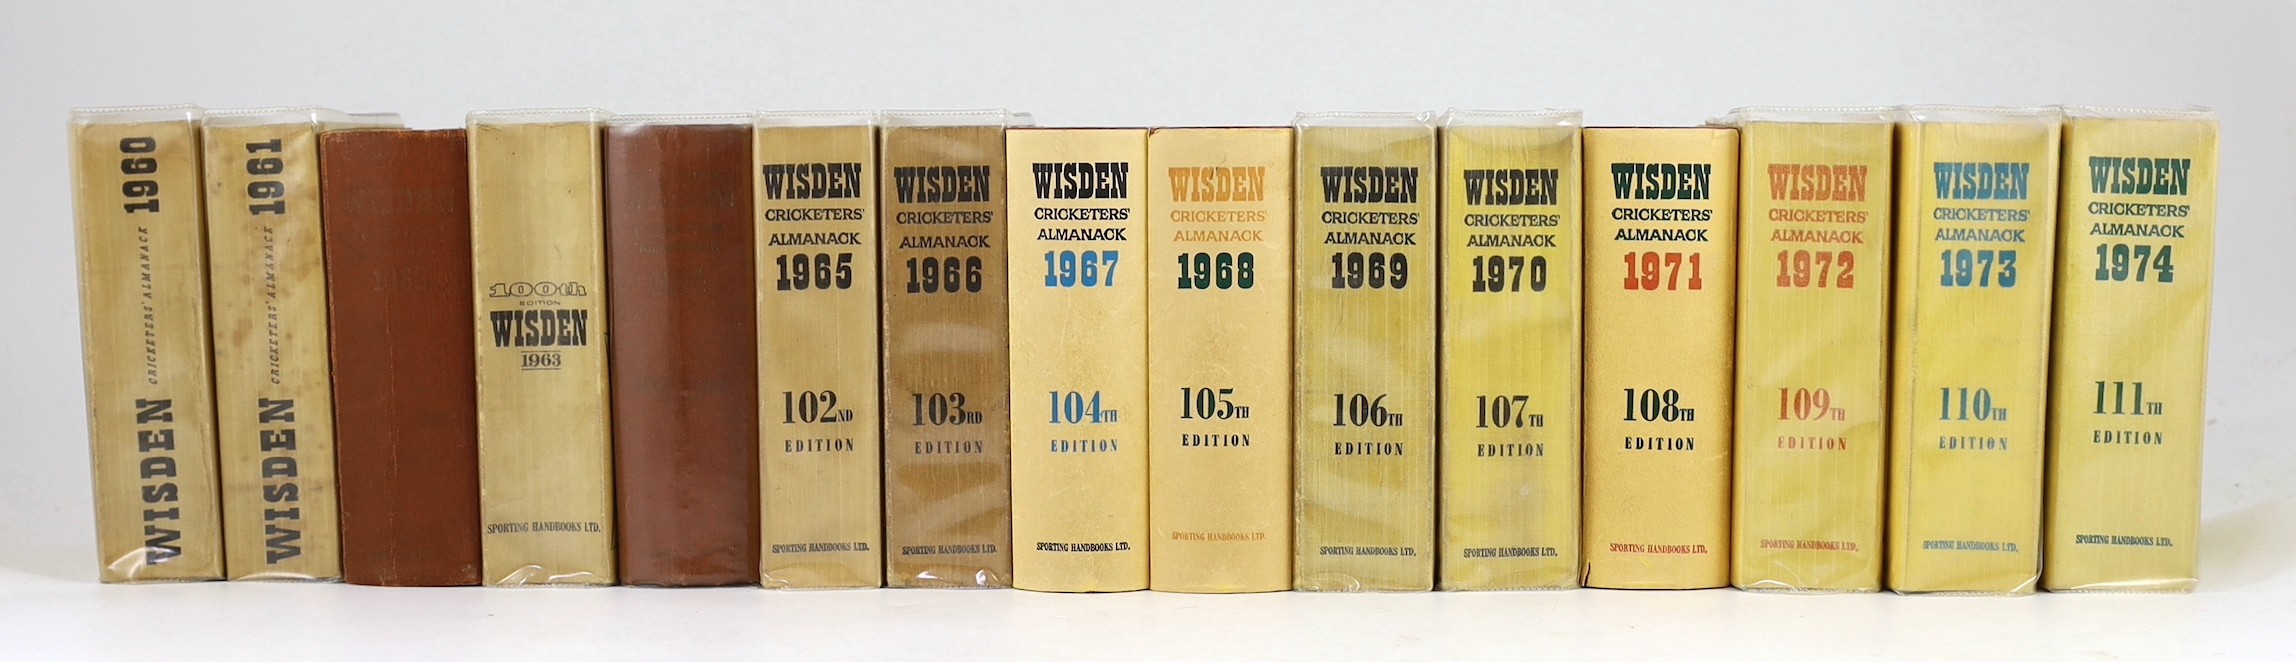 WISDEN CRICKETERS' ALMANACK 1960
WISDEN CRICKETERS' ALMANACK 1961
100th
EDITION
WISDEN
1963
SPORTING HANDBOOKS LTD.
WISDEN
CRICKETERS'
ALMANACK
1965
102ND
EDITION
SPORTING HANDBOOKS LTD.
WISDEN
CRICKETERS'
ALMANACK
1966
103RD
EDITION
SPORTING HANDBOOKS LTD.
WISDEN
CRICKETERS'
ALMANACK
1967
104TH
EDITION
SPORTING HANDBOOKS LTD.
WISDEN
CRICKETERS'
ALMANACK
1968
105TH
EDITION
SPORTING HANDBOOKS LTD.
WISDEN
CRICKETERS'
ALMANACK
1969
106TH
EDITION
SPORTING HANDBOOKS LTD.
WISDEN
CRICKETERS'
ALMANACK
1970
107TH
EDITION
SPORTING HANDBOOKS LTD.
WISDEN
CRICKETERS'
ALMANACK
1971
108TH
EDITION
SPORTING HANDBOOKS LTD.
WISDEN
CRICKETERS'
ALMANACK
1972
109TH
EDITION
SPORTING HANDBOOKS LTD.
WISDEN
CRICKETERS'
ALMANACK
1973
110TH
EDITION
SPORTING HANDBOOKS LTD.
WISDEN
CRICKETERS'
ALMANACK
1974
111TH
EDITION
SPORTING HANDBOOKS LTD.